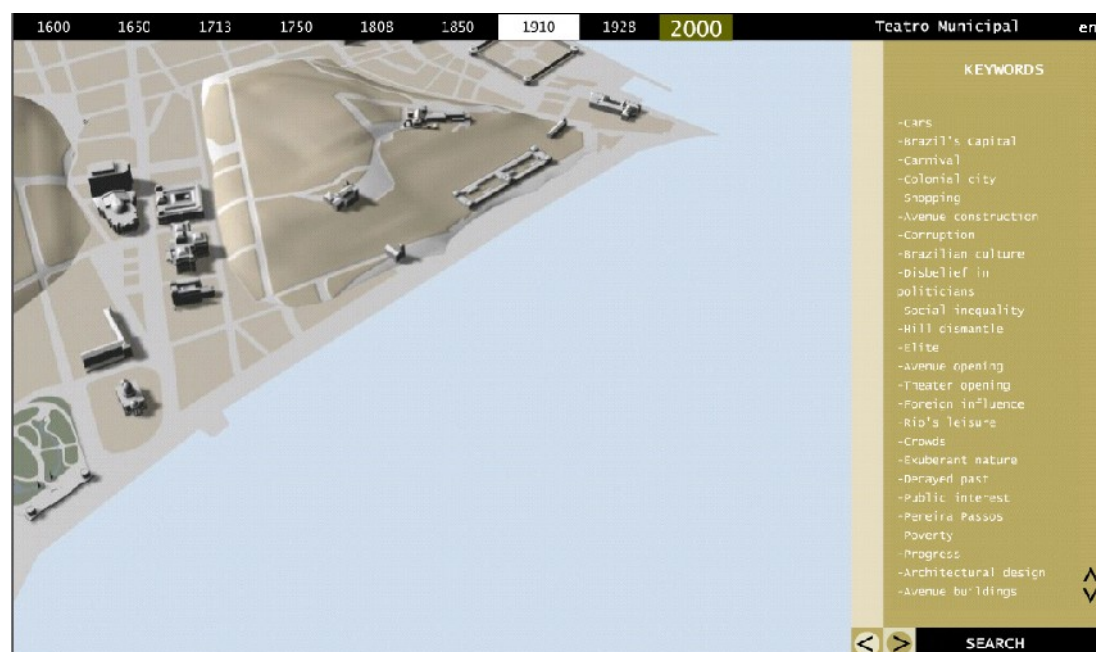 1600 1650 1713 1750 1808 1850 1910 1928 2000 Teatro Municipal en
KEYWORDS
-Cars
-Brazil's capital
-Carnival
-Colonial city
Shopping
-Avenue construction
-Corruption
-Brazilian culture
-Disbelief in
politicians
Social inequality
-Hill dismantle
-Elite
-Avenue opening
-Theater opening
-Foreign influence
-Rio's leisure
-Crowds
-Exuberant nature
-Decayed past
-Public interest
-Pereira Passos
Poverty
-Progress
-Architectural design
-Avenue buildings
< > SEARCH